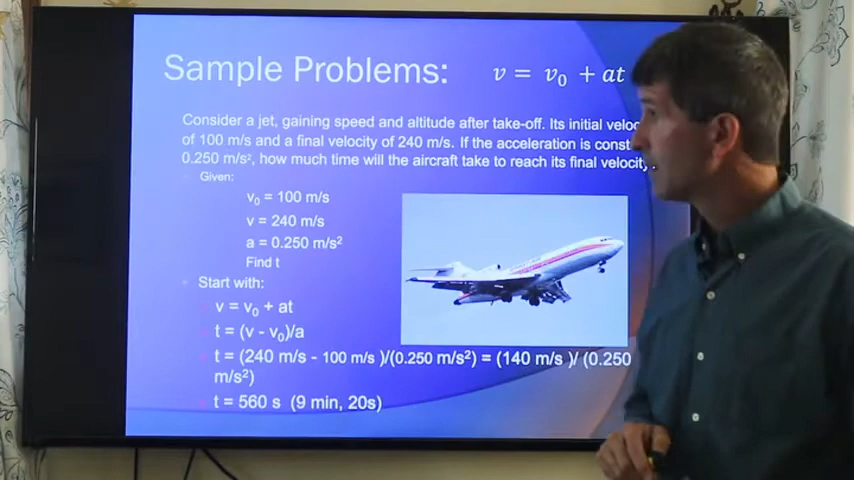 Sample Problems: v = v₀ + at
Consider a jet, gaining speed and altitude after take-off. Its initial
of 100 m/s and a final velocity of 240 m/s. If the acceleration is
0.250 m/s², how much time will the aircraft take to reach its final
Given:
v₀ = 100 m/s
v = 240 m/s
a = 0.250 m/s²
Find t
Start with:
v = v₀ + at
t = (v - v₀)/a
t = (240 m/s - 100 m/s )/(0.250 m/s²) = (140 m/s )/ (0.250
m/s²)
t = 560 s (9 min, 20s)